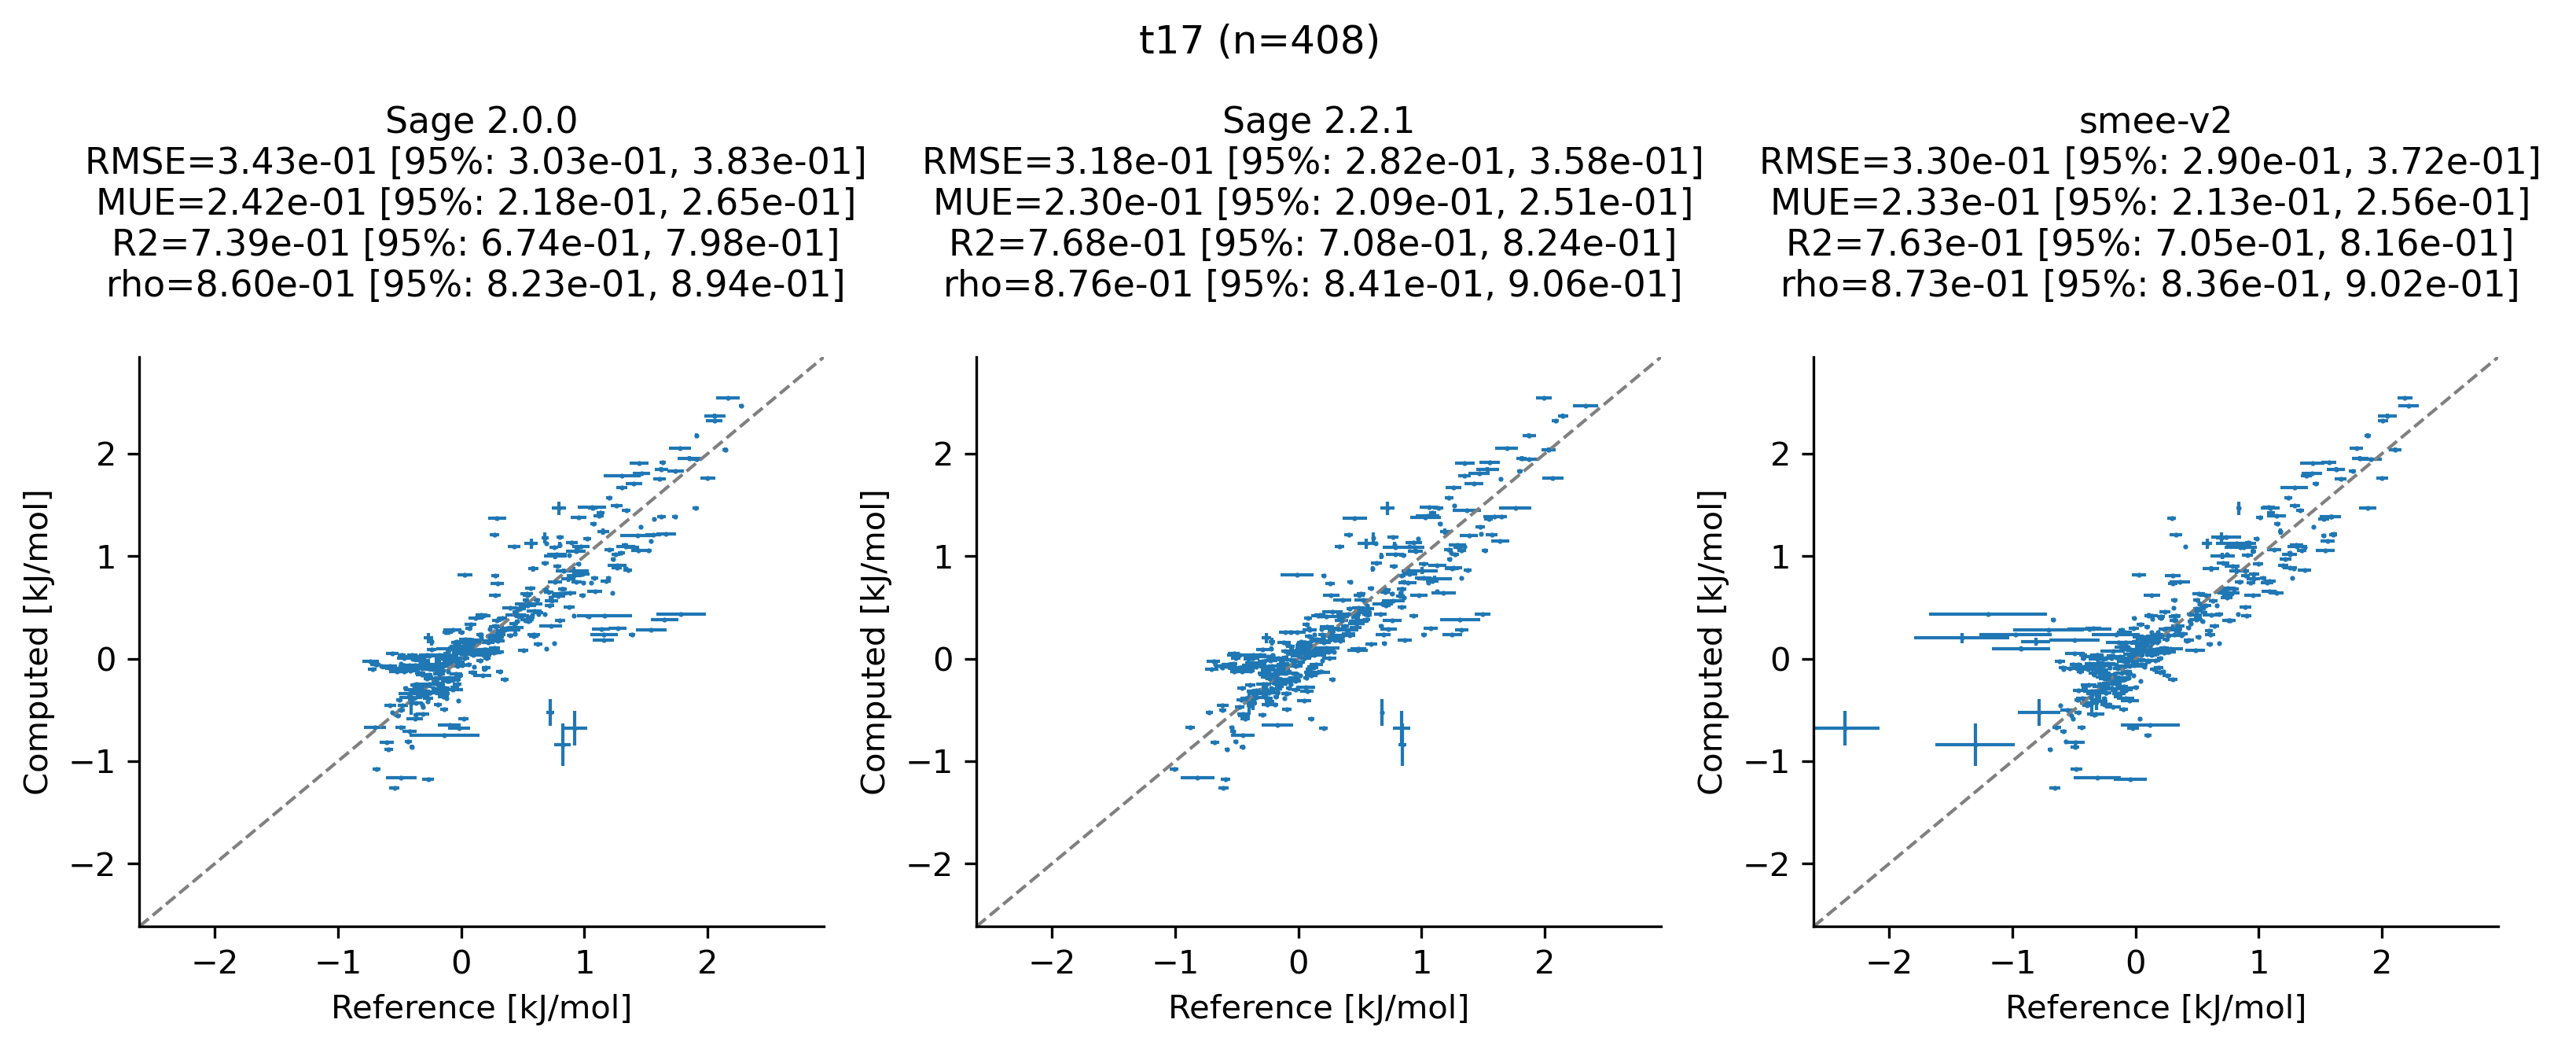 t17 (n=408)
Sage 2.0.0
RMSE=3.43e-01 [95%: 3.03e-01, 3.83e-01]
MUE=2.42e-01 [95%: 2.18e-01, 2.65e-01]
R2=7.39e-01 [95%: 6.74e-01, 7.98e-01]
rho=8.60e-01 [95%: 8.23e-01, 8.94e-01]
2
1
0
−1
−2
Computed [kJ/mol]
−2 −1 0 1 2
Reference [kJ/mol]
Sage 2.2.1
RMSE=3.18e-01 [95%: 2.82e-01, 3.58e-01]
MUE=2.30e-01 [95%: 2.09e-01, 2.51e-01]
R2=7.68e-01 [95%: 7.08e-01, 8.24e-01]
rho=8.76e-01 [95%: 8.41e-01, 9.06e-01]
2
1
0
−1
−2
Computed [kJ/mol]
−2 −1 0 1 2
Reference [kJ/mol]
smee-v2
RMSE=3.30e-01 [95%: 2.90e-01, 3.72e-01]
MUE=2.33e-01 [95%: 2.13e-01, 2.56e-01]
R2=7.63e-01 [95%: 7.05e-01, 8.16e-01]
rho=8.73e-01 [95%: 8.36e-01, 9.02e-01]
2
1
0
−1
−2
Computed [kJ/mol]
−2 −1 0 1 2
Reference [kJ/mol]